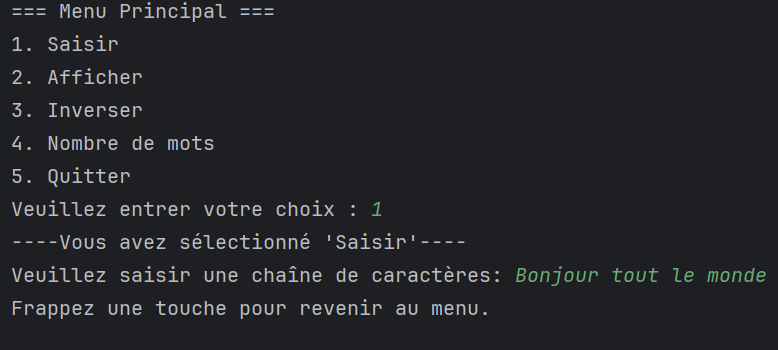 === Menu Principal ===
1. Saisir
2. Afficher
3. Inverser
4. Nombre de mots
5. Quitter
Veuillez entrer votre choix : 1
----Vous avez sélectionné 'Saisir'----
Veuillez saisir une chaîne de caractères: Bonjour tout le monde
Frappez une touche pour revenir au menu.